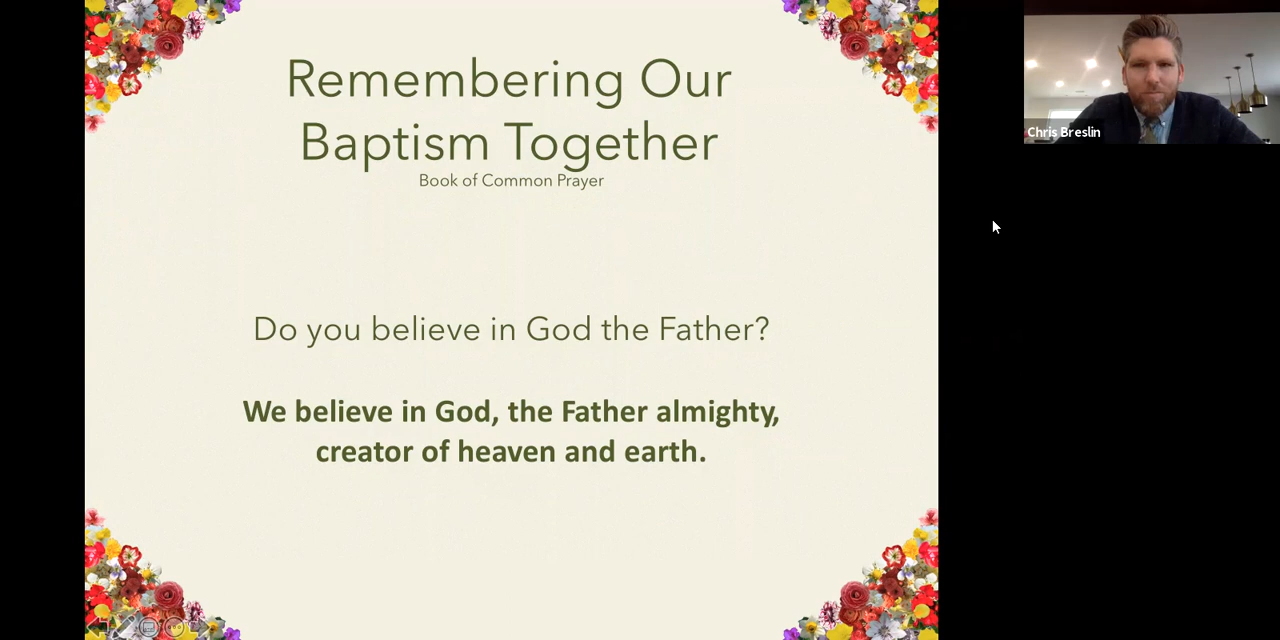 Remembering Our
Baptism Together
Book of Common Prayer
Do you believe in God the Father?
We believe in God, the Father almighty,
creator of heaven and earth.
Chris Breslin